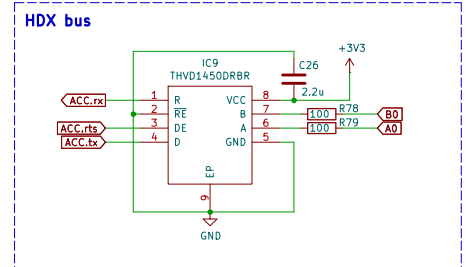 HDX bus
+3V3
IC9
THVD1450DRBR
C26
2.2u
ACC.rx
1
R
VCC
8
R78
2
RE
B
7
100
B0
ACC.rts
3
DE
A
6
100
R79
A0
ACC.tx
4
D
GND
5
EP
9
GND